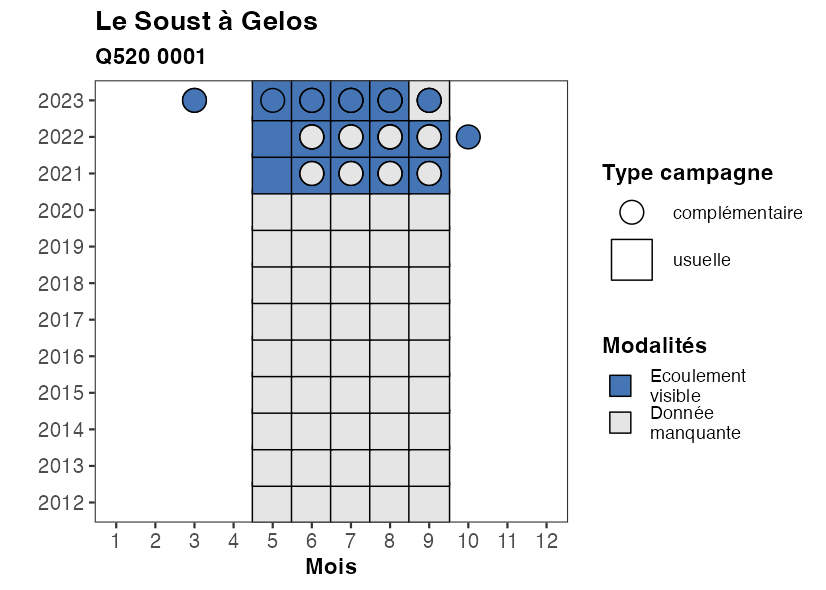 Le Soust à Gelos
Q520 0001
2023
2022
2021
2020
2019
2018
2017
2016
2015
2014
2013
2012
1 2 3 4 5 6 7 8 9 10 11 12
Mois
Type campagne
complémentaire
usuelle
Modalités
Ecoulement
visible
Donnée
manquante